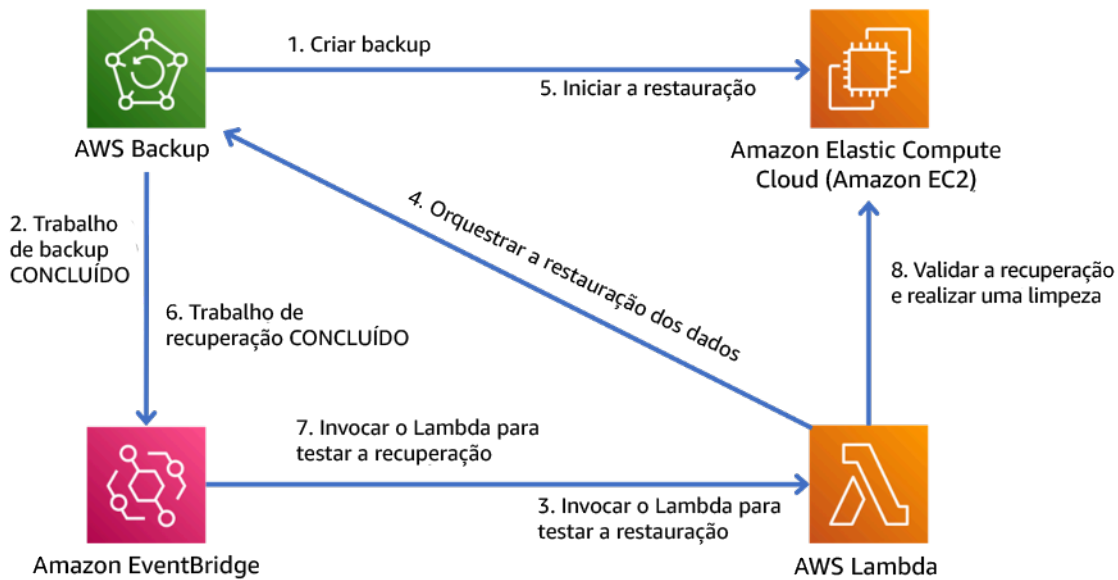 1. Criar backup
5. Iniciar a restauração
AWS Backup
Amazon Elastic Compute
Cloud (Amazon EC2)
2. Trabalho
de backup
CONCLUÍDO
4. Orquestrar a restauração dos dados
8. Validar a recuperação
e realizar uma limpeza
6. Trabalho de
recuperação CONCLUÍDO
7. Invocar o Lambda para
testar a recuperação
3. Invocar o Lambda para
testar a restauração
Amazon EventBridge
AWS Lambda